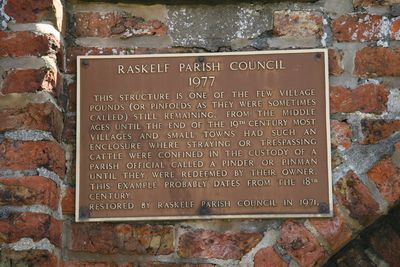 RASKELF PARISH COUNCIL
1977
THIS STRUCTURE IS ONE OF THE FEW VILLAGE
POUNDS (OR PINFOLDS AS THEY WERE SOMETIMES
CALLED) STILL REMAINING. FROM THE MIDDLE
AGES UNTIL THE END OF THE 19TH CENTURY MOST
VILLAGES AND SMALL TOWNS HAD SUCH AN
ENCLOSURE WHERE STRAYING OR TRESPASSING
CATTLE WERE CONFINED IN THE CUSTODY OF A
PARISH OFFICIAL CALLED A PINDER OR PINMAN
UNTIL THEY WERE REDEEMED BY THEIR OWNER.
THIS EXAMPLE PROBABLY DATES FROM THE 18TH
CENTURY.
RESTORED BY RASKELF PARISH COUNCIL IN 1971.